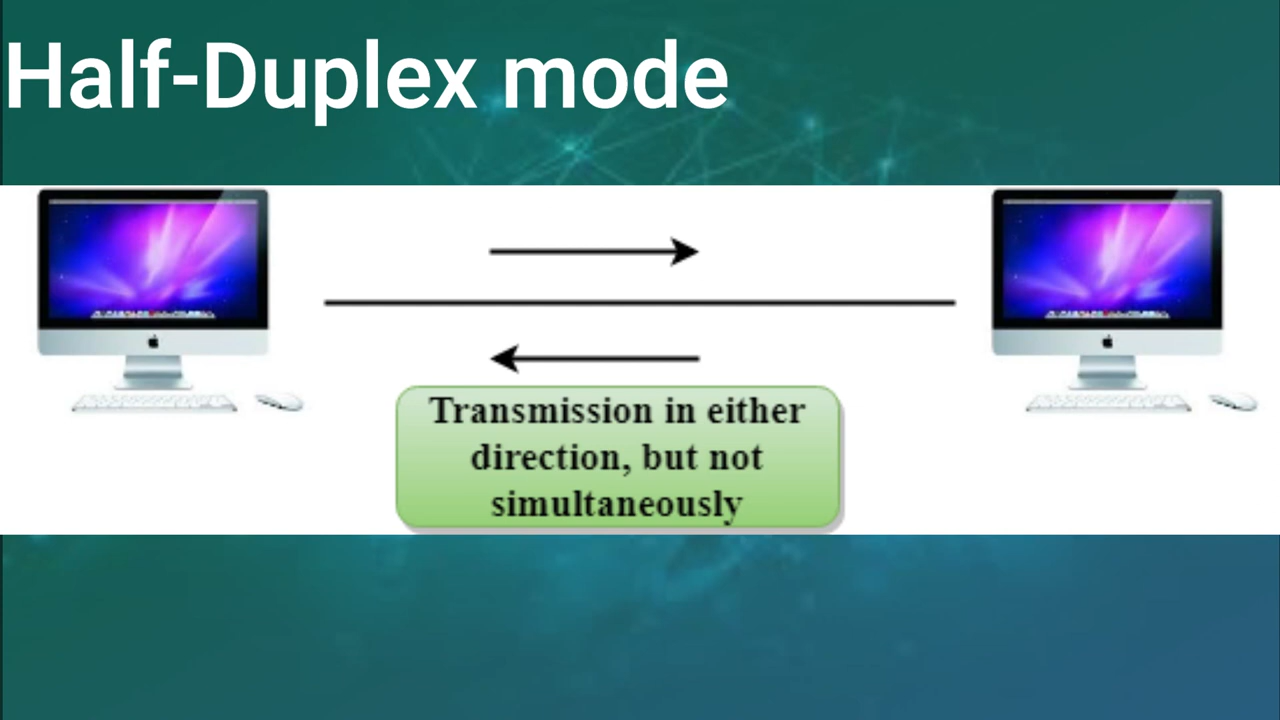 Half-Duplex mode
Transmission in either
direction, but not
simultaneously